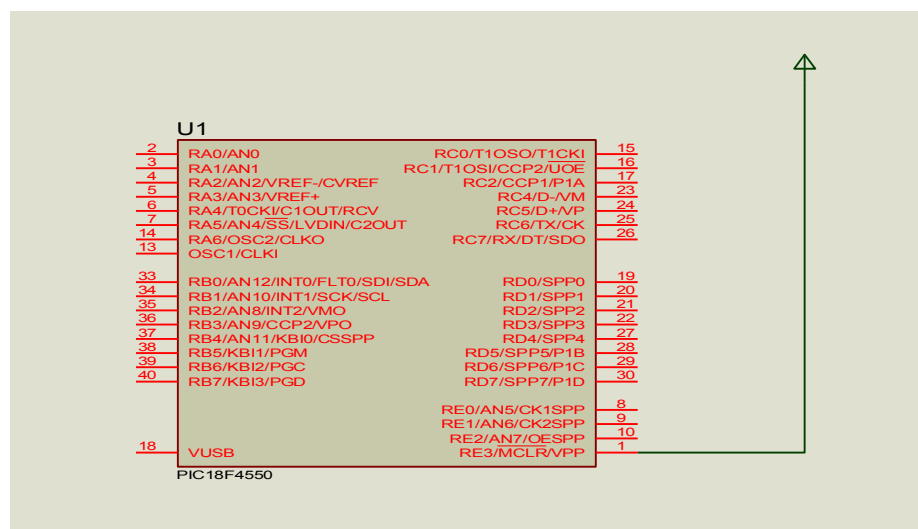 U1
2 RA0/AN0
3 RA1/AN1
4 RA2/AN2/VREF-/CVREF
5 RA3/AN3/VREF+
6 RA4/T0CKI/C1OUT/RCV
7 RA5/AN4/SS/LVDIN/C2OUT
14 RA6/OSC2/CLKO
13 OSC1/CLKI
33 RB0/AN12/INT0/FLT0/SDI/SDA
34 RB1/AN10/INT1/SCK/SCL
35 RB2/AN8/INT2/VMO
36 RB3/AN9/CCP2/VPO
37 RB4/AN11/KBI0/CSSPP
38 RB5/KBI1/PGM
39 RB6/KBI2/PGC
40 RB7/KBI3/PGD
18 VUSB
RC0/T1OSO/T1CKI 15
RC1/T1OSI/CCP2/UOE 16
RC2/CCP1/P1A 17
RC4/D-/VM 23
RC5/D+/VP 24
RC6/TX/CK 25
RC7/RX/DT/SDO 26
RD0/SPP0 19
RD1/SPP1 20
RD2/SPP2 21
RD3/SPP3 22
RD4/SPP4 27
RD5/SPP5/P1B 28
RD6/SPP6/P1C 29
RD7/SPP7/P1D 30
RE0/AN5/CK1SPP 8
RE1/AN6/CK2SPP 9
RE2/AN7/OESPP 10
RE3/MCLR/VPP 1
PIC18F4550